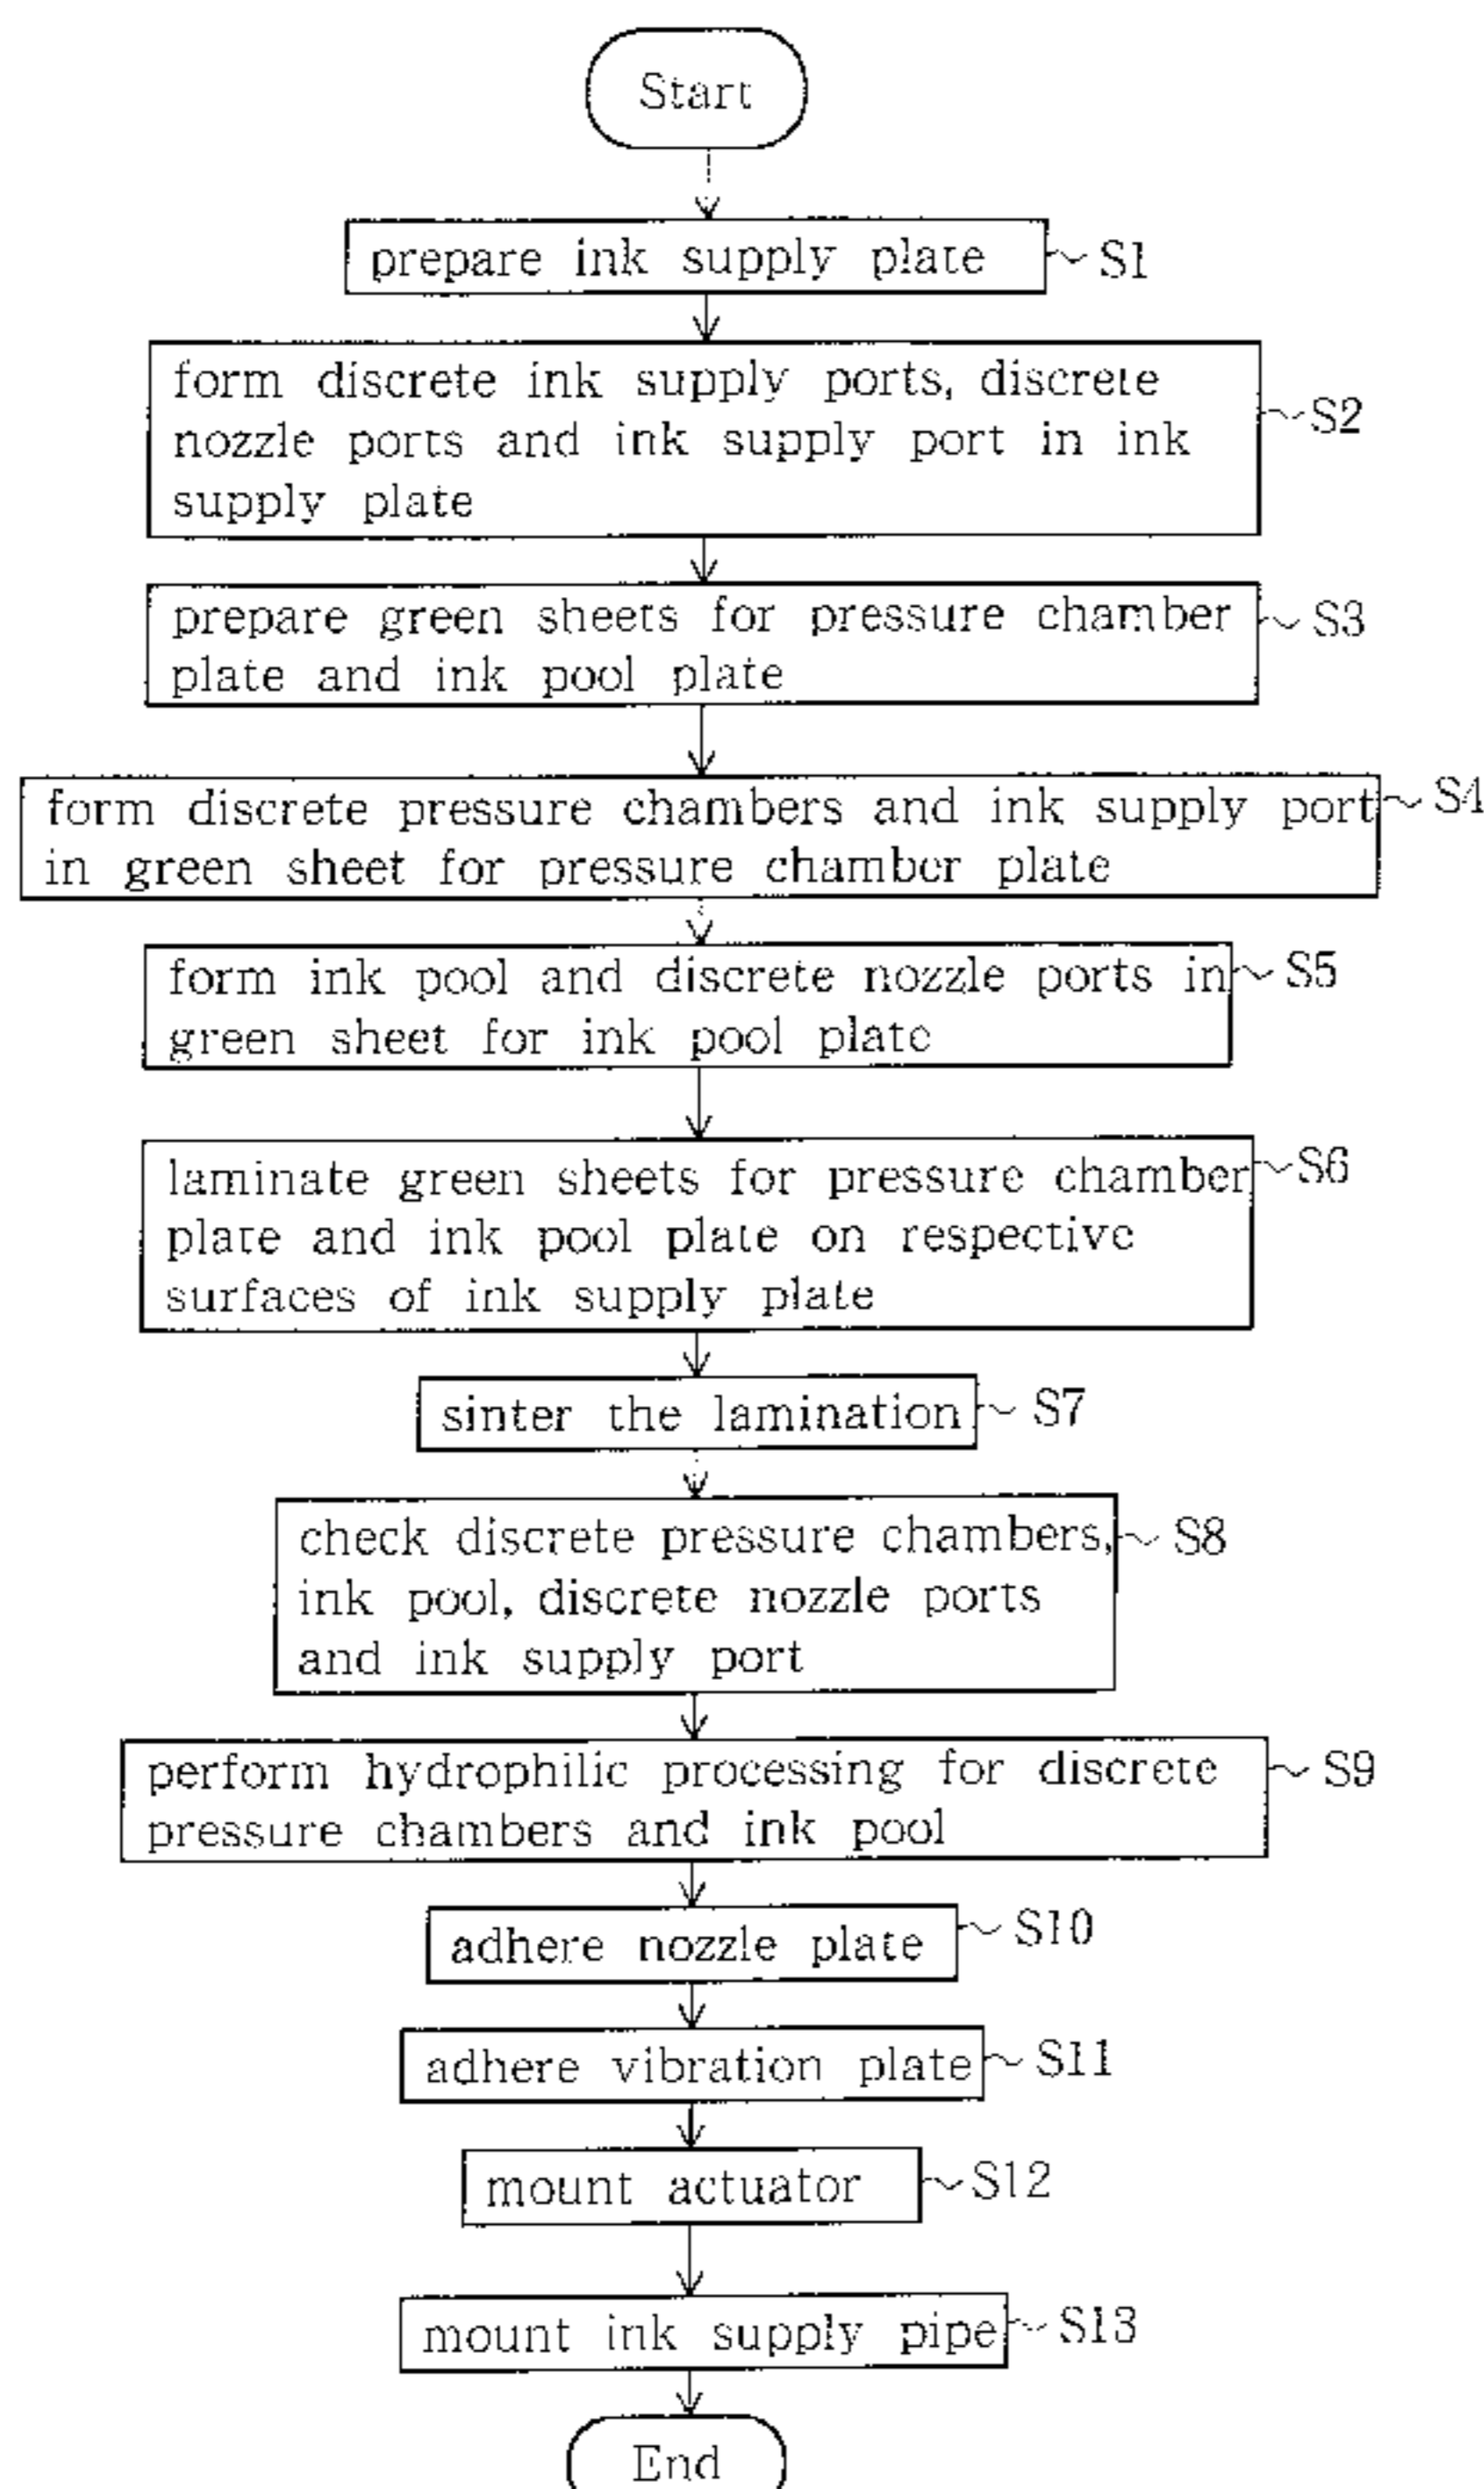 Start
prepare ink supply plate
S1
form discrete ink supply ports, discrete
nozzle ports and ink supply port in ink
supply plate
S2
prepare green sheets for pressure chamber
plate and ink pool plate
S3
form discrete pressure chambers and ink supply port
in green sheet for pressure chamber plate
S4
form ink pool and discrete nozzle ports in
green sheet for ink pool plate
S5
laminate green sheets for pressure chamber
plate and ink pool plate on respective
surfaces of ink supply plate
S6
sinter the lamination
S7
check discrete pressure chambers,
ink pool, discrete nozzle ports
and ink supply port
S8
perform hydrophilic processing for discrete
pressure chambers and ink pool
S9
adhere nozzle plate
S10
adhere vibration plate
S11
mount actuator
S12
mount ink supply pipe
S13
End